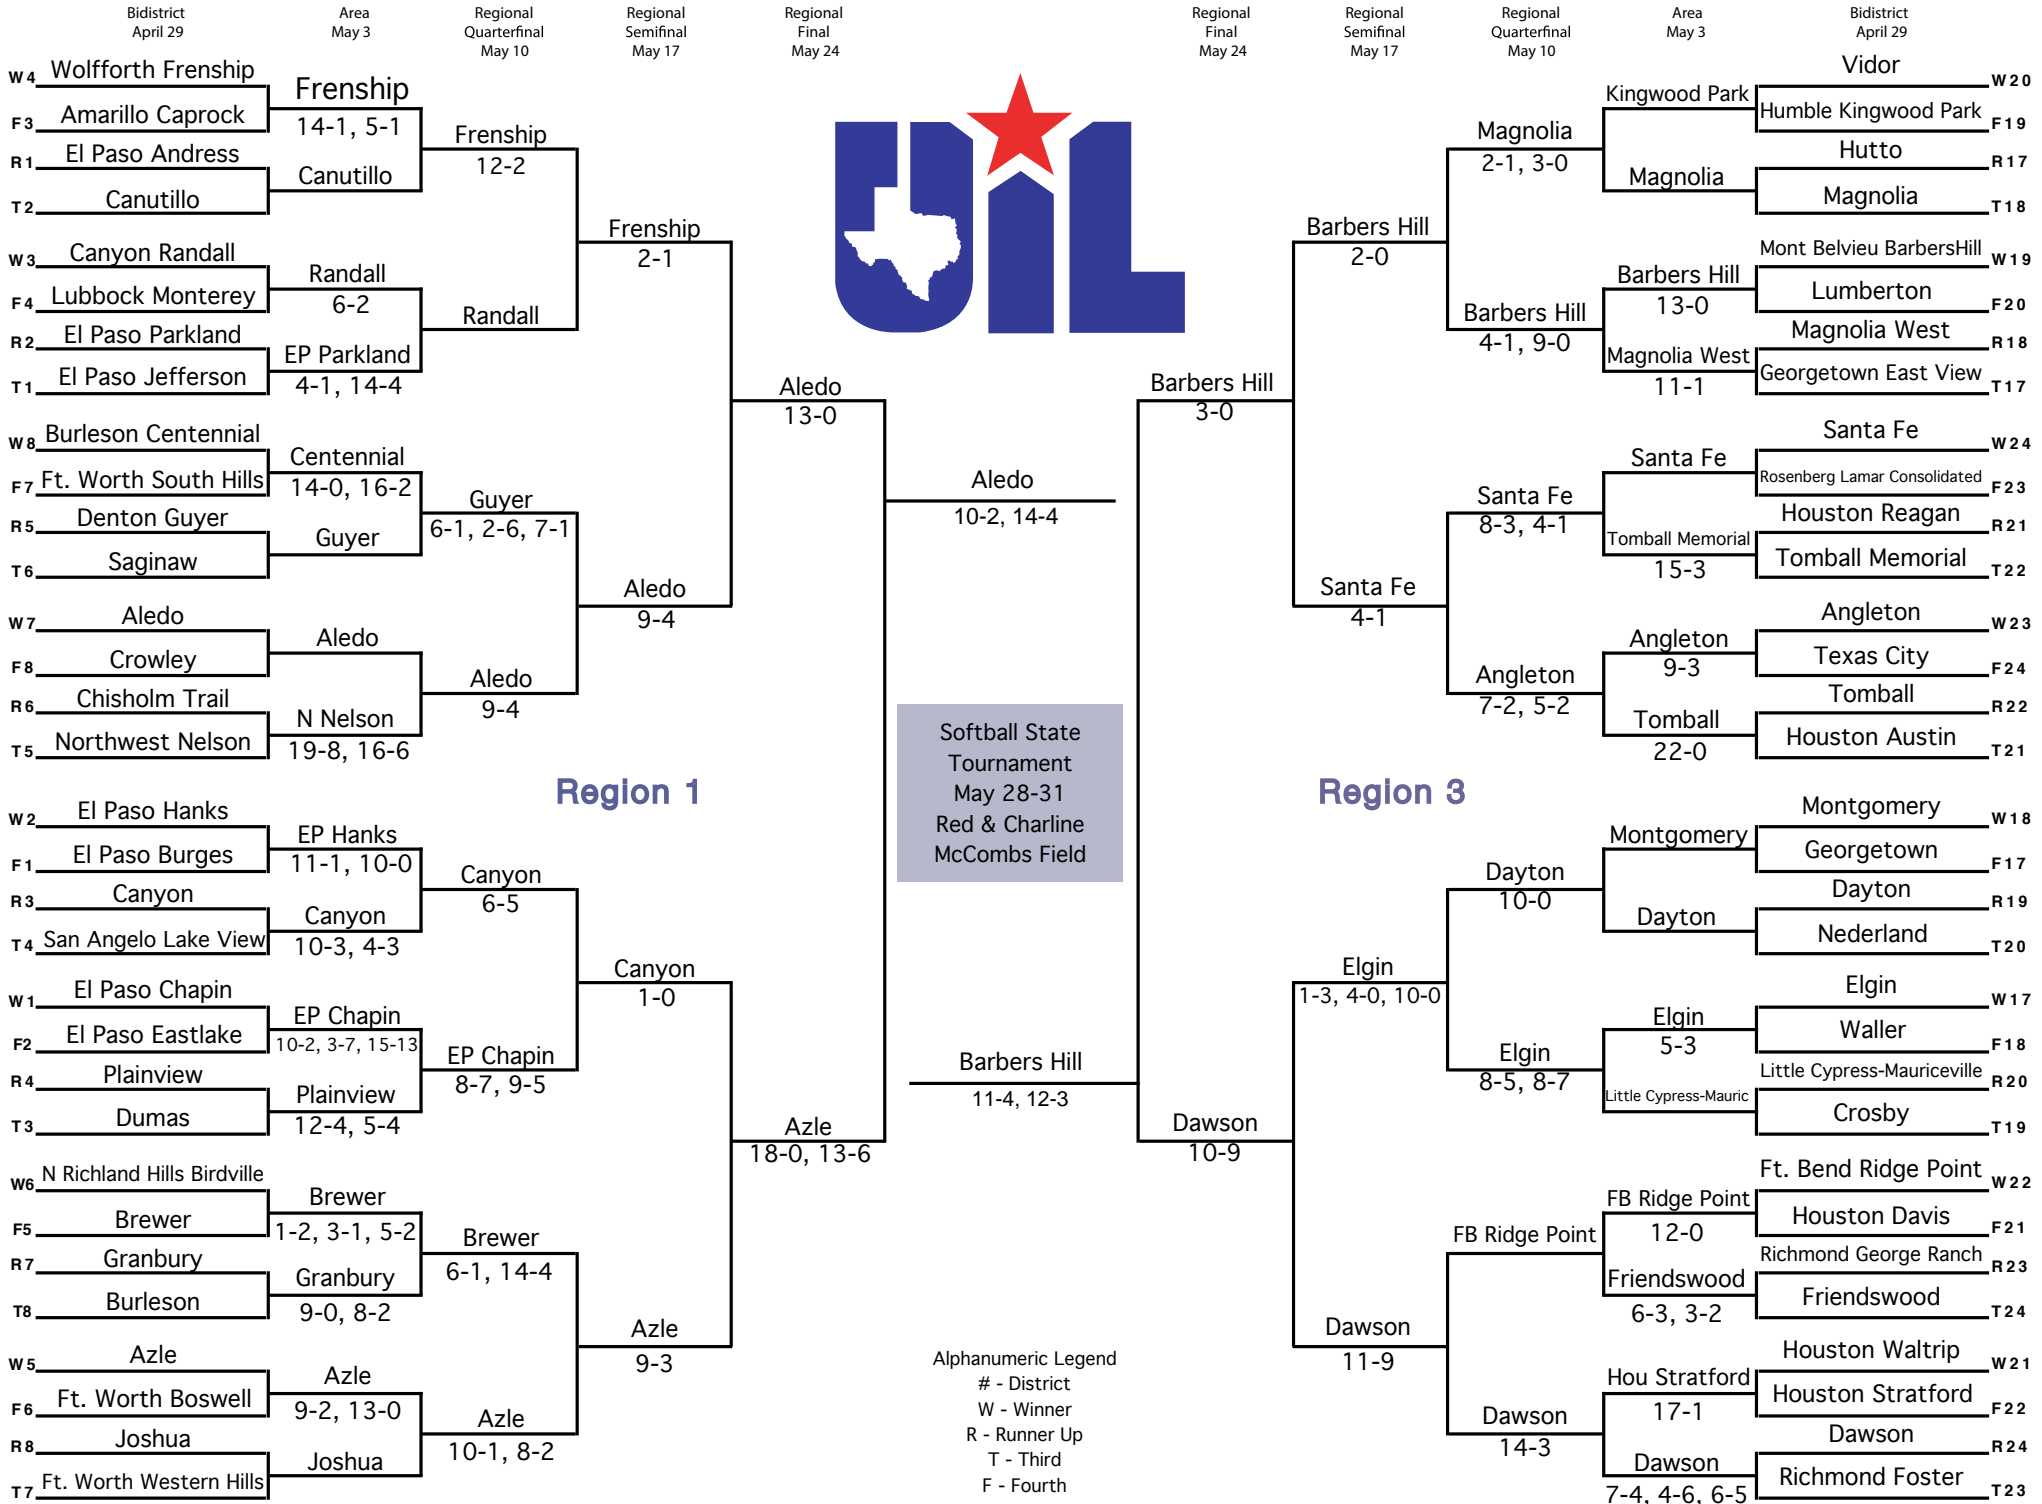 Bidistrict
April 29
Area
May 3
Regional
Quarterfinal
May 10
Regional
Semifinal
May 17
Regional
Final
May 24
Regional
Final
May 24
Regional
Semifinal
May 17
Regional
Quarterfinal
May 10
Area
May 3
Bidistrict
April 29
W4 Wolfforth Frenship
F3 Amarillo Caprock
R1 El Paso Andress
T2 Canutillo
W3 Canyon Randall
F4 Lubbock Monterey
R2 El Paso Parkland
T1 El Paso Jefferson
W8 Burleson Centennial
F7 Ft. Worth South Hills
R5 Denton Guyer
T6 Saginaw
W7 Aledo
F8 Crowley
R6 Chisholm Trail
T5 Northwest Nelson
W2 El Paso Hanks
F1 El Paso Burges
R3 Canyon
T4 San Angelo Lake View
W1 El Paso Chapin
F2 El Paso Eastlake
R4 Plainview
T3 Dumas
W6 N Richland Hills Birdville
F5 Brewer
R7 Granbury
T8 Burleson
W5 Azle
F6 Ft. Worth Boswell
R8 Joshua
T7 Ft. Worth Western Hills
Frenship
14-1, 5-1
Canutillo
Randall
6-2
EP Parkland
4-1, 14-4
Centennial
14-0, 16-2
Guyer
Aledo
N Nelson
19-8, 16-6
EP Hanks
11-1, 10-0
Canyon
10-3, 4-3
EP Chapin
10-2, 3-7, 15-13
Plainview
12-4, 5-4
Brewer
1-2, 3-1, 5-2
Granbury
9-0, 8-2
Azle
9-2, 13-0
Joshua
Frenship
12-2
Randall
Guyer
6-1, 2-6, 7-1
Aledo
9-4
Canyon
6-5
EP Chapin
8-7, 9-5
Brewer
6-1, 14-4
Azle
10-1, 8-2
Frenship
2-1
Aledo
9-4
Canyon
1-0
Azle
9-3
Aledo
13-0
Azle
18-0, 13-6
Region 1
UiL
Aledo
10-2, 14-4
Softball State
Tournament
May 28-31
Red & Charline
McCombs Field
Barbers Hill
11-4, 12-3
Alphanumeric Legend
# - District
W - Winner
R - Runner Up
T - Third
F - Fourth
Region 3
Barbers Hill
3-0
Dawson
10-9
Barbers Hill
2-0
Santa Fe
4-1
Elgin
1-3, 4-0, 10-0
Dawson
11-9
Magnolia
2-1, 3-0
Barbers Hill
4-1, 9-0
Santa Fe
8-3, 4-1
Angleton
7-2, 5-2
Dayton
10-0
Elgin
8-5, 8-7
FB Ridge Point
Dawson
14-3
Kingwood Park
Magnolia
Barbers Hill
13-0
Magnolia West
11-1
Santa Fe
Tomball Memorial
15-3
Angleton
9-3
Tomball
22-0
Montgomery
Dayton
Elgin
5-3
Little Cypress-Mauric
FB Ridge Point
12-0
Friendswood
6-3, 3-2
Hou Stratford
17-1
Dawson
7-4, 4-6, 6-5
Vidor W20
Humble Kingwood Park F19
Hutto R17
Magnolia T18
Mont Belvieu BarbersHill W19
Lumberton F20
Magnolia West R18
Georgetown East View T17
Santa Fe W24
Rosenberg Lamar Consolidated F23
Houston Reagan R21
Tomball Memorial T22
Angleton W23
Texas City F24
Tomball R22
Houston Austin T21
Montgomery W18
Georgetown F17
Dayton R19
Nederland T20
Elgin W17
Waller F18
Little Cypress-Mauriceville R20
Crosby T19
Ft. Bend Ridge Point W22
Houston Davis F21
Richmond George Ranch R23
Friendswood T24
Houston Waltrip W21
Houston Stratford F22
Dawson R24
Richmond Foster T23